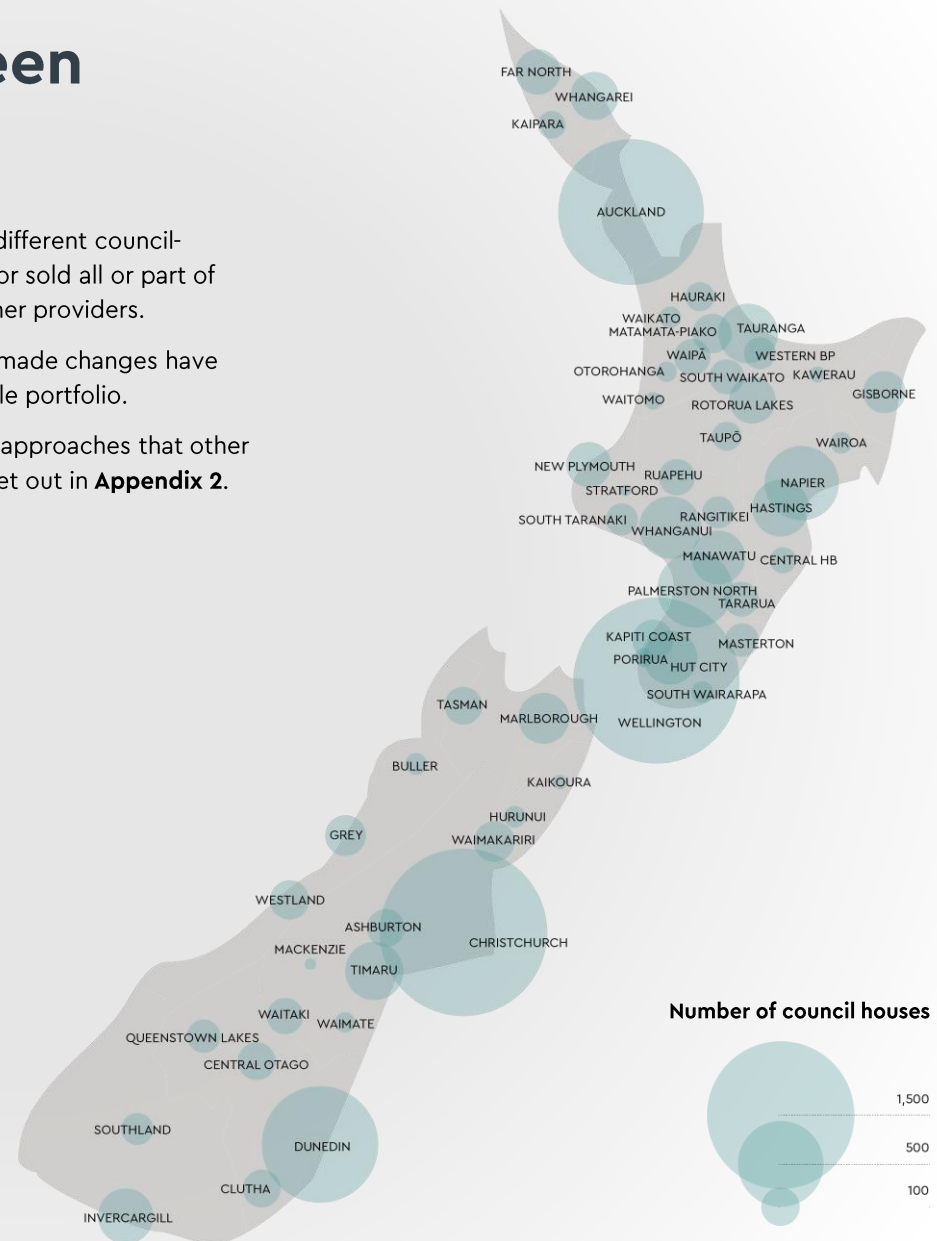 een
different council-
or sold all or part of
her providers.
made changes have
le portfolio.
approaches that other
et out in Appendix 2.
FAR NORTH
WHANGAREI
KAIPARA
AUCKLAND
HAURAKI
WAIKATO
MATAMATA-PIAKO
TAURANGA
WAIPĀ
WESTERN BP
OTOROHANGA
SOUTH WAIKATO
KAWERAU
WAITOMO
ROTORUA LAKES
GISBORNE
TAUPŌ
WAIROA
NEW PLYMOUTH
RUAPEHU
STRATFORD
NAPIER
HASTINGS
SOUTH TARANAKI
RANGITIKEI
WHANGANUI
MANAWATU
CENTRAL HB
PALMERSTON NORTH
TARARUA
KAPITI COAST
MASTERTON
PORIRUA
HUT CITY
SOUTH WAIRARAPA
WELLINGTON
TASMAN
MARLBOROUGH
BULLER
KAIKOURA
HURUNUI
GREY
WAIMAKARIRI
WESTLAND
ASHBURTON
CHRISTCHURCH
MACKENZIE
TIMARU
WAITAKI
WAIMATE
QUEENSTOWN LAKES
CENTRAL OTAGO
SOUTHLAND
DUNEDIN
CLUTHA
INVERCARGILL
Number of council houses
1,500
500
100